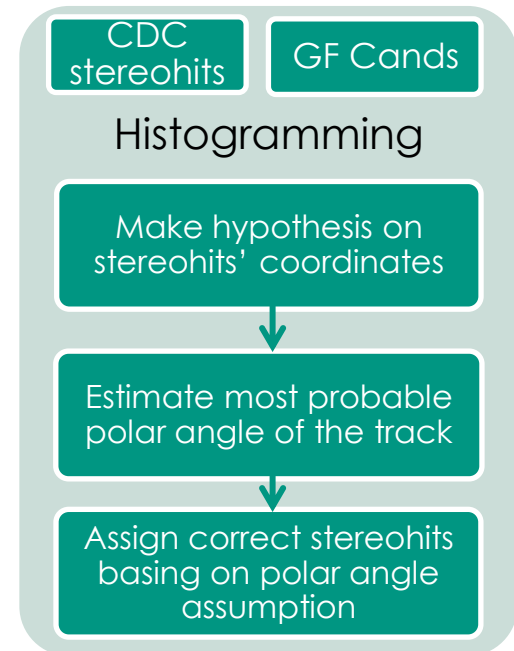 CDC
stereohits
GF Cands
Histogramming
Make hypothesis on
stereohits’ coordinates
Estimate most probable
polar angle of the track
Assign correct stereohits
basing on polar angle
assumption